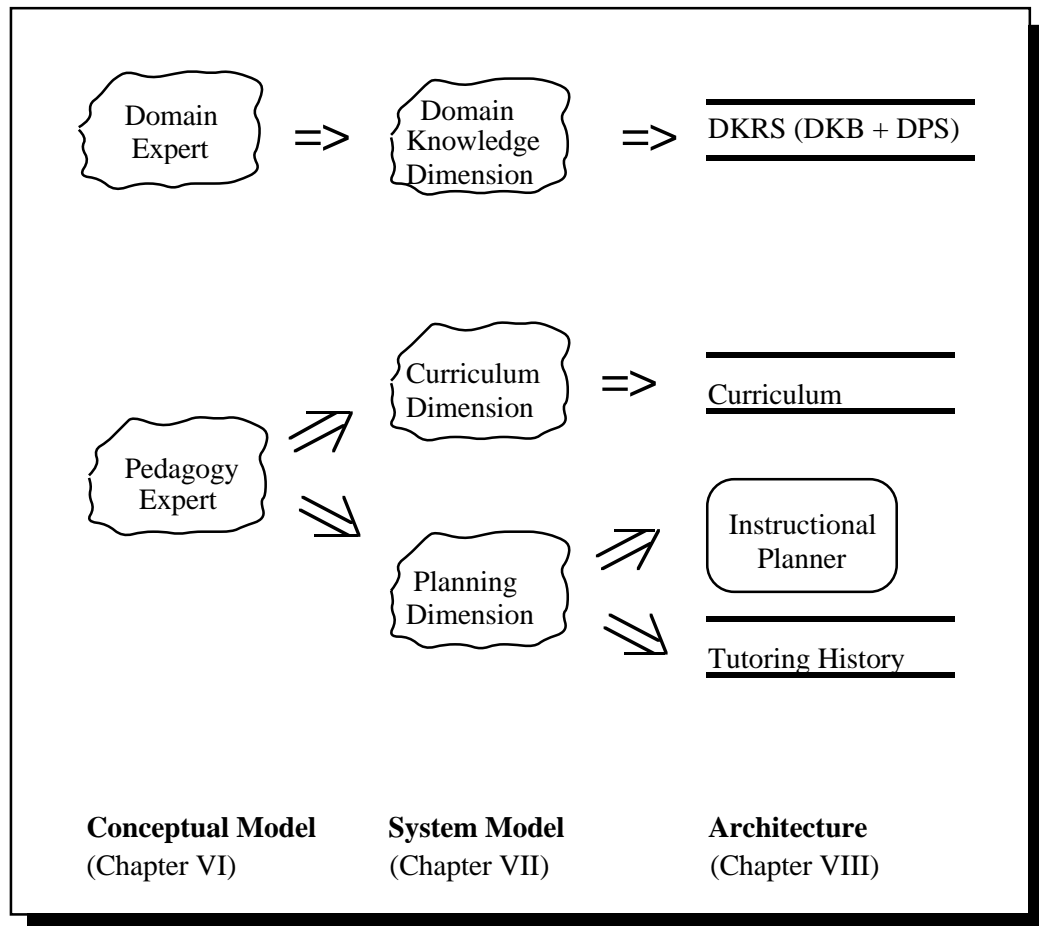 Domain
Expert
=>
Domain
Knowledge
Dimension
=>
DKRS (DKB + DPS)
Pedagogy
Expert
Curriculum
Dimension
=>
Curriculum
Planning
Dimension
Instructional
Planner
Tutoring History
Conceptual Model
(Chapter VI)
System Model
(Chapter VII)
Architecture
(Chapter VIII)